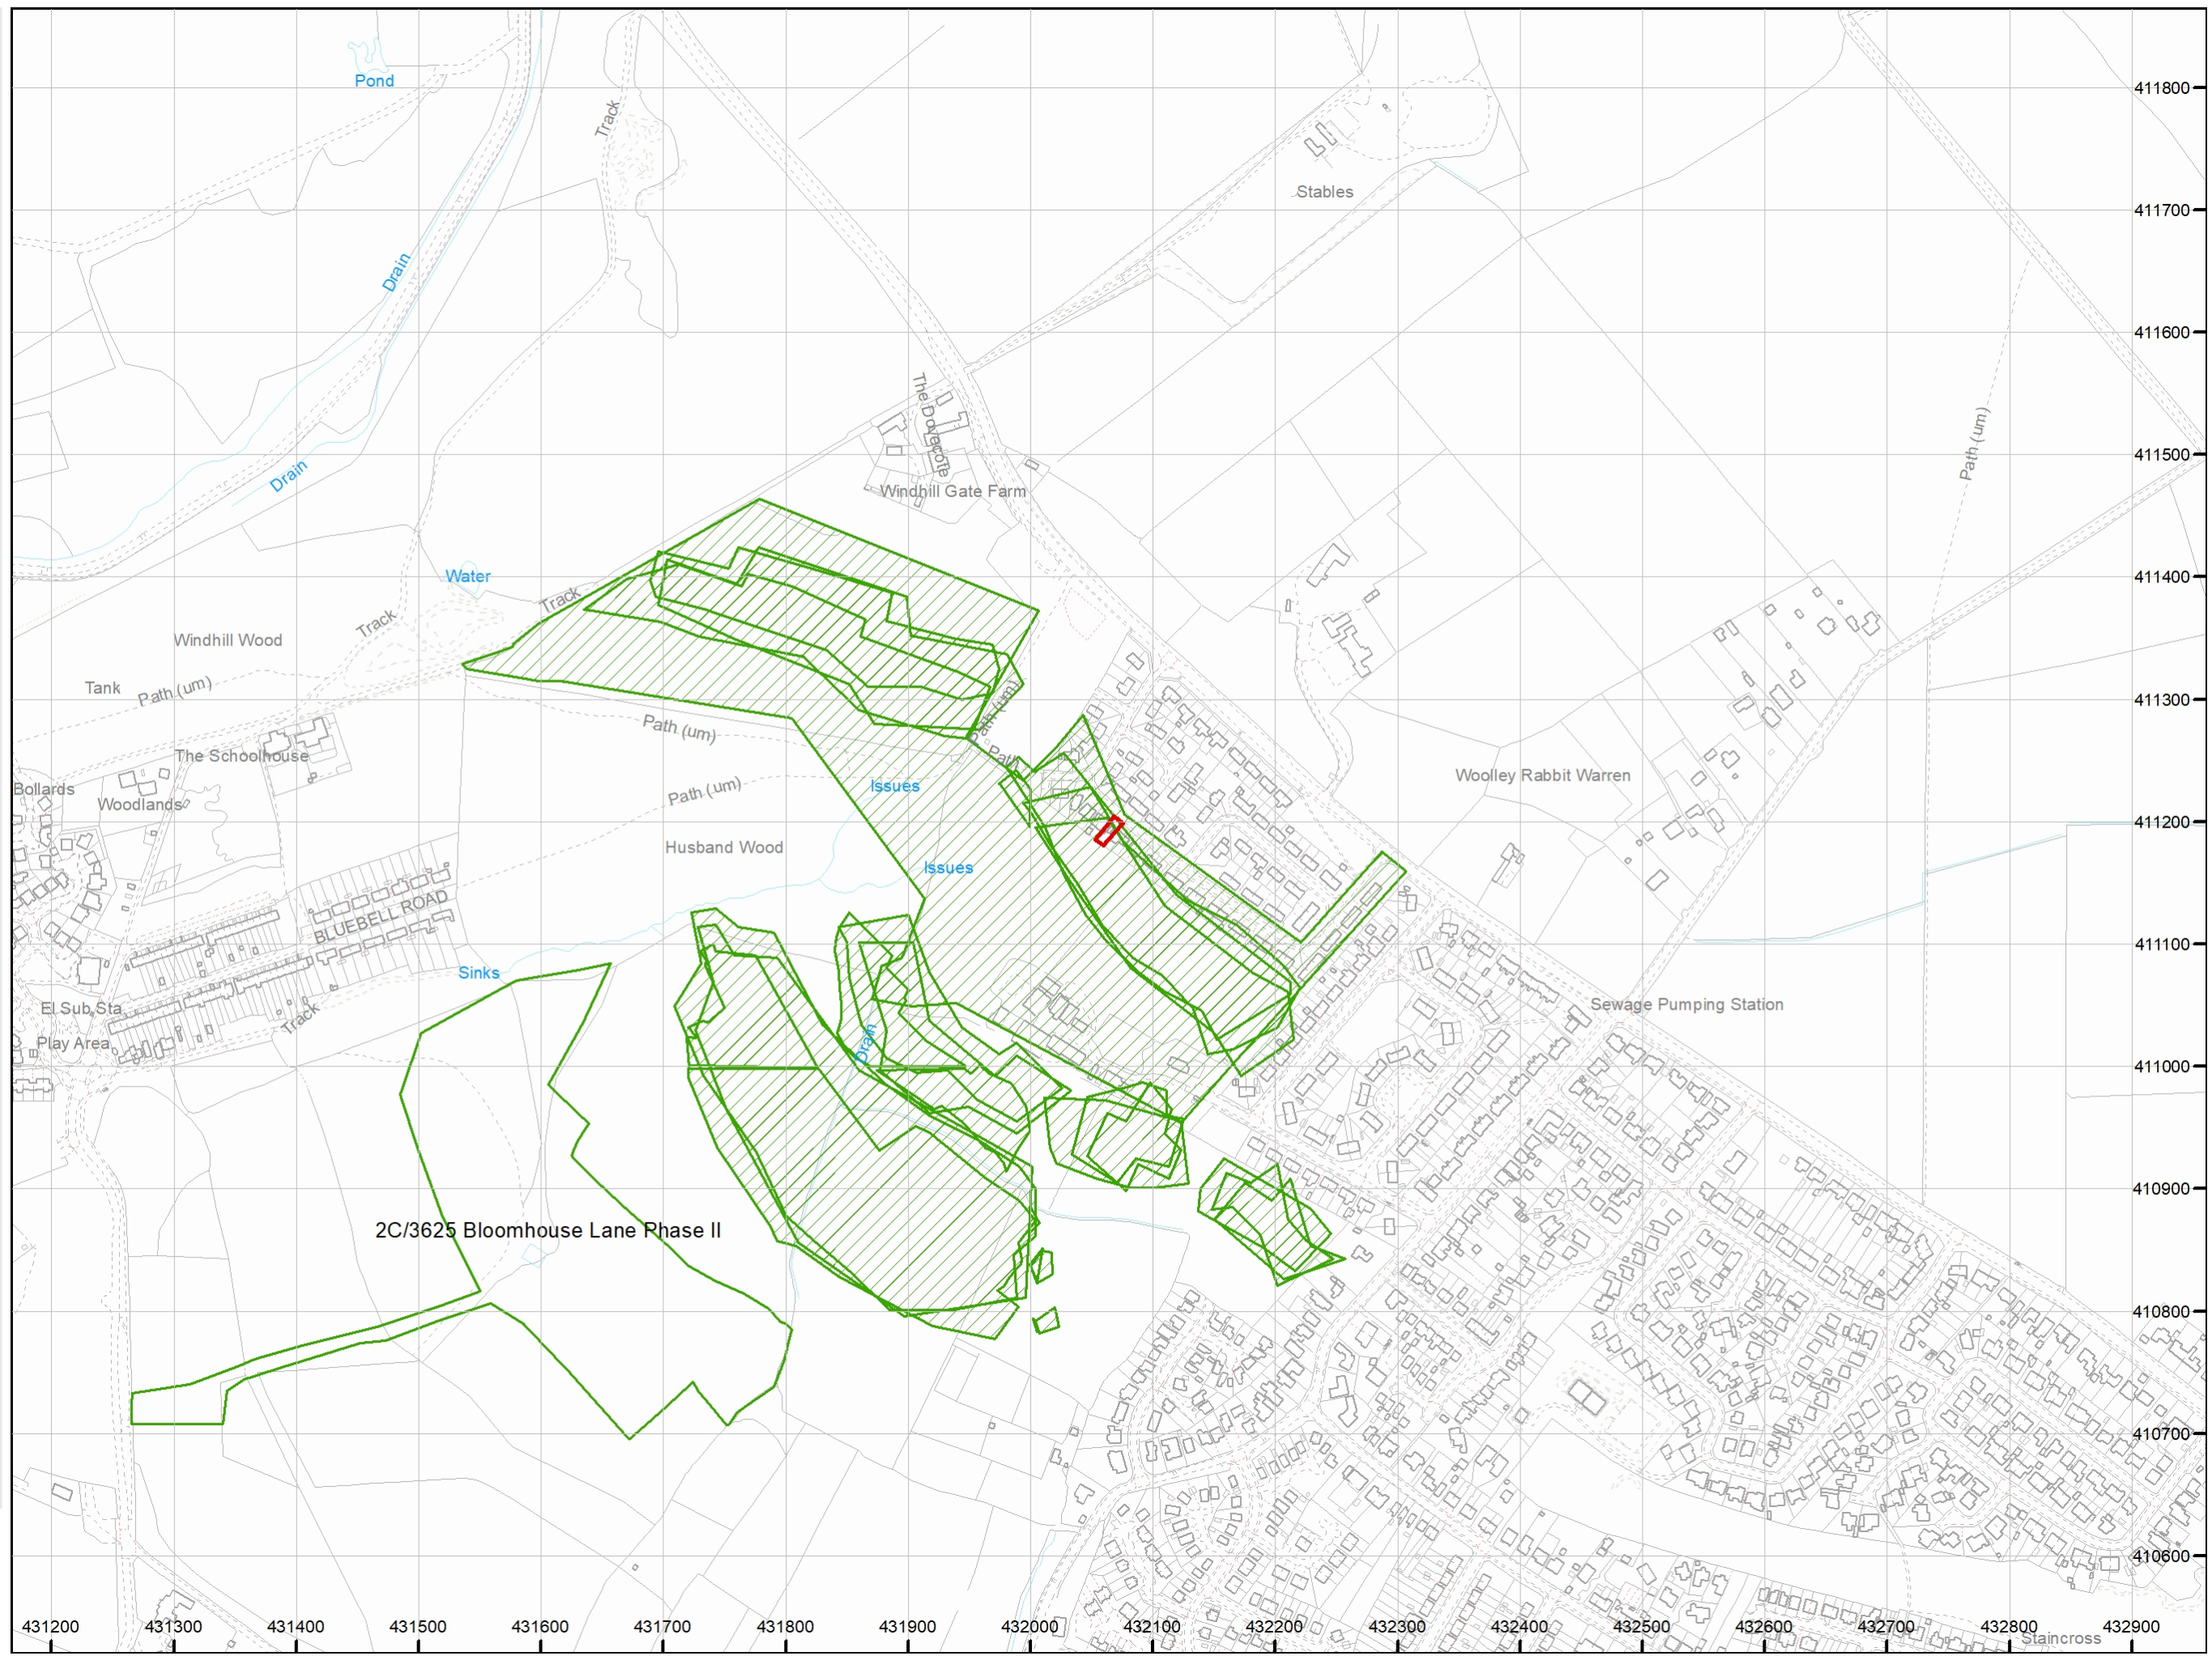 Pond
411800
Track
Stables
411700
Drain
411600
The Dovecote
Path (um)
411500
Drain
Windhill Gate Farm
Water
411400
Track
Track
Windhill Wood
Tank
Path (um)
411300
Path (um)
Path (um)
The Schoolhouse
Path
Bollards
Woodlands
Issues
Path (um)
Woolley Rabbit Warren
411200
Husband Wood
Issues
BLUEBELL ROAD
411100
Sinks
El Sub Sta
Track
Drain
Sewage Pumping Station
Play Area
411000
410900
2C/3625 Bloomhouse Lane Phase II
410800
410700
410600
431200 431300 431400 431500 431600 431700 431800 431900 432000 432100 432200 432300 432400 432500 432600 432700 432800 432900
Staincross